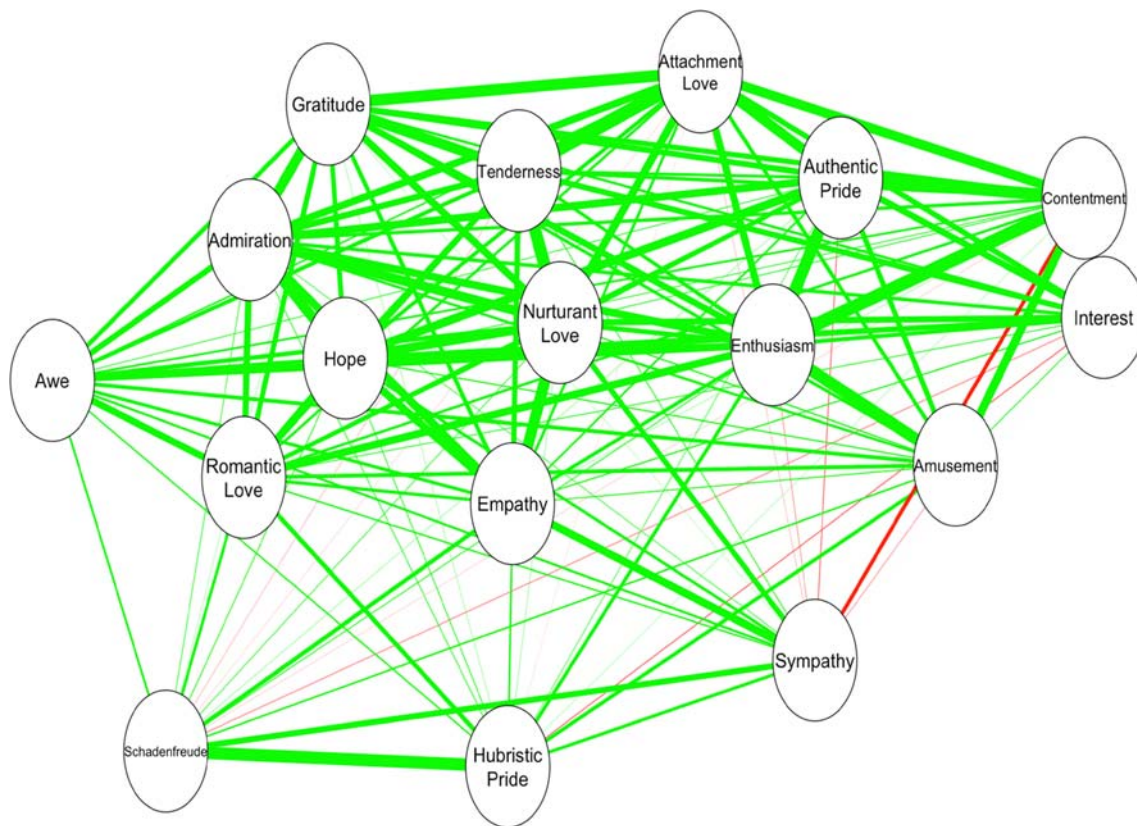 Attachment
Love
Gratitude
Tenderness
Authentic
Pride
Contentment
Admiration
Nurturant
Love
Interest
Hope
Enthusiasm
Awe
Romantic
Love
Amusement
Empathy
Sympathy
Schadenfreude
Hubristic
Pride